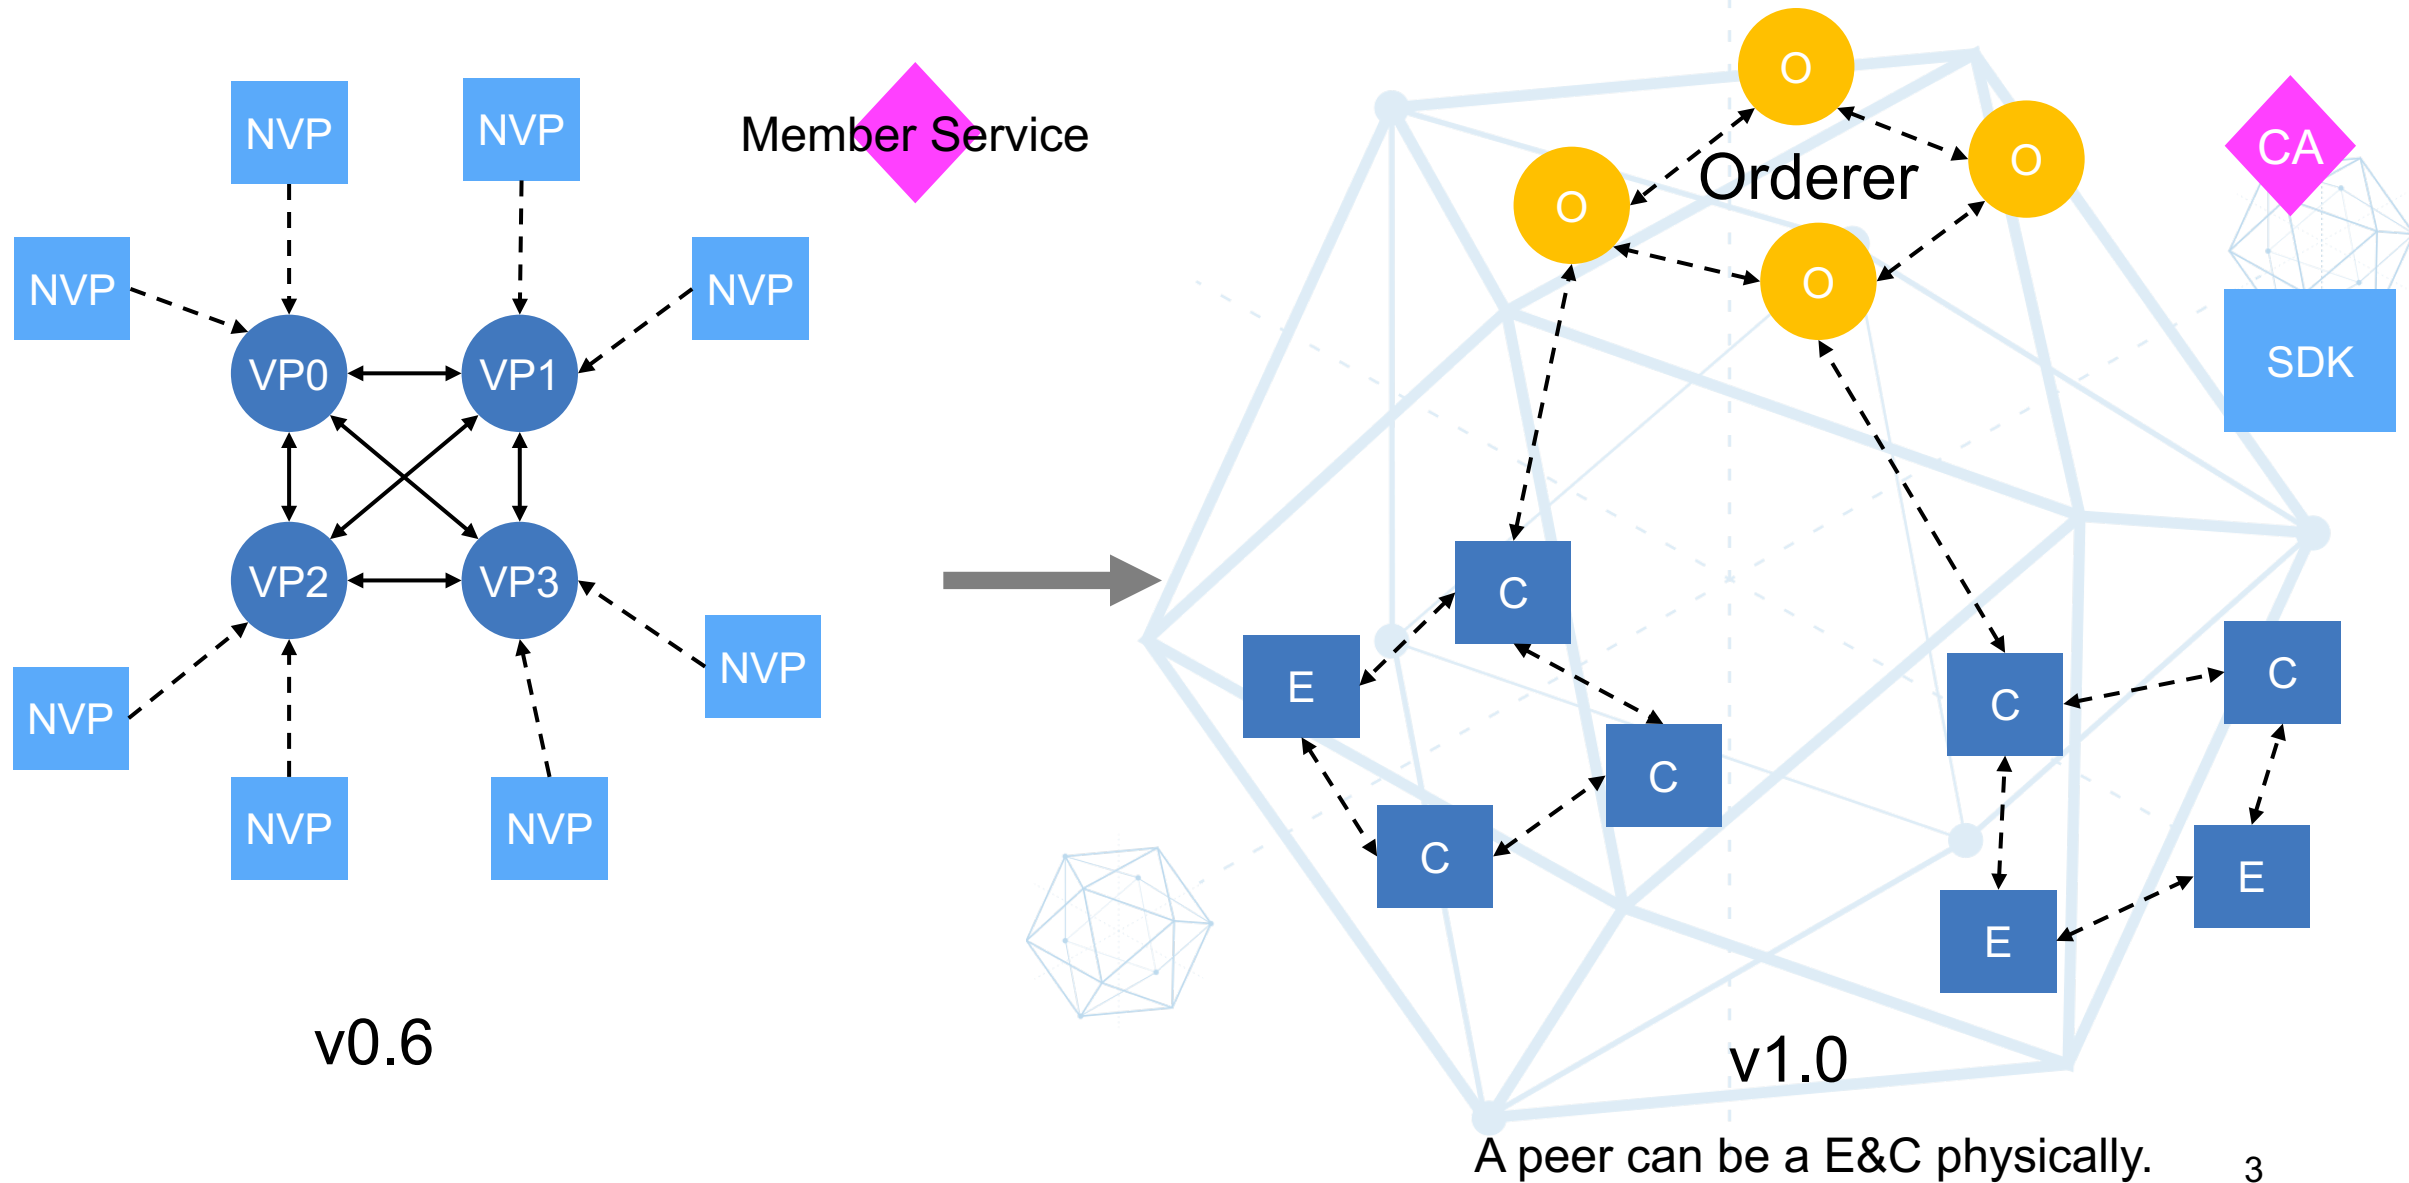 NVP
NVP
Member Service
NVP
NVP
VP0
VP1
VP2
VP3
NVP
NVP
NVP
NVP
v0.6
O
O
O
O
Orderer
CA
SDK
C
E
C
C
C
C
E
E
v1.0
A peer can be a E&C physically.
3